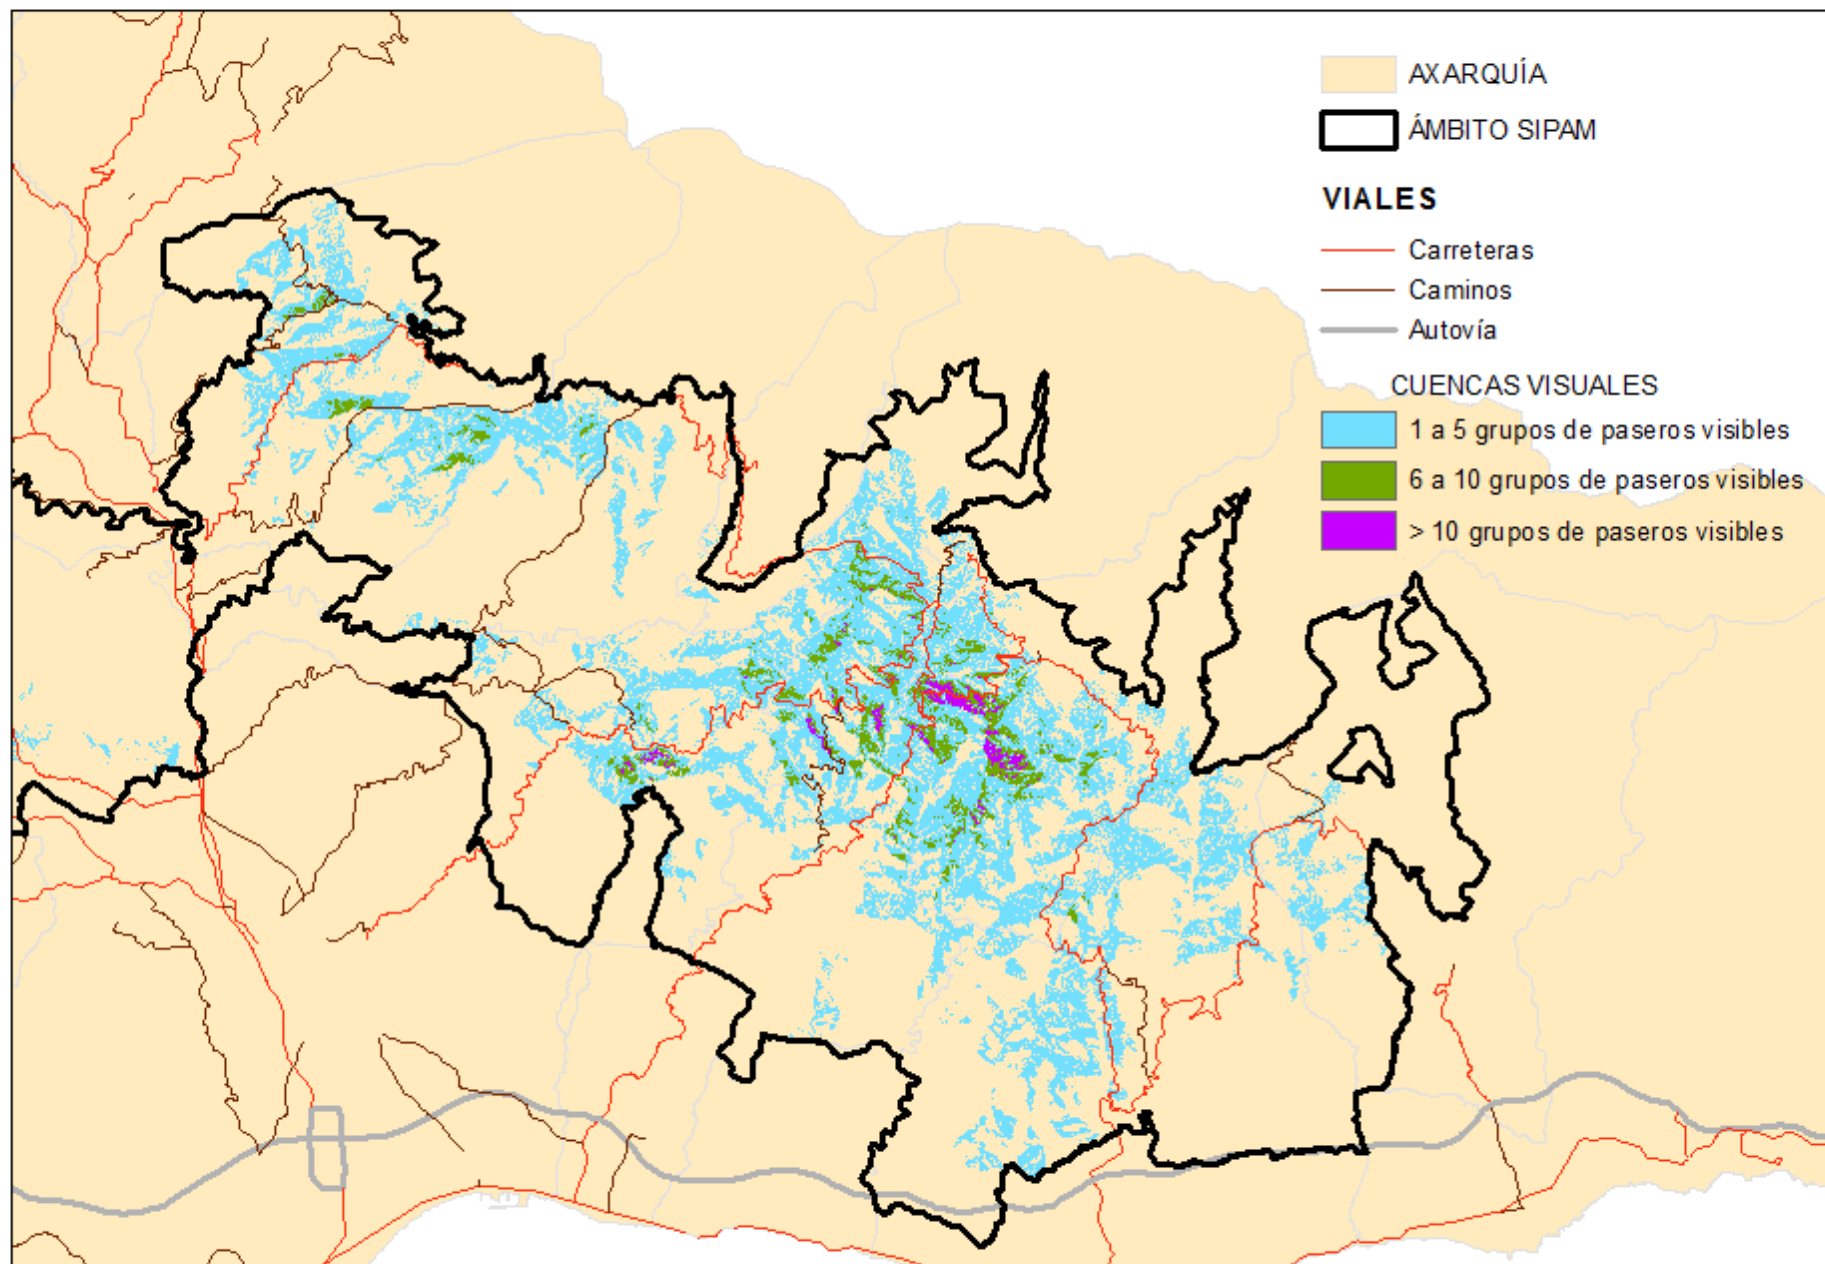 AXARQUÍA
ÁMBITO SIPAM
VIALES
Carreteras
Caminos
Autovía
CUENCAS VISUALES
1 a 5 grupos de paseros visibles
6 a 10 grupos de paseros visibles
> 10 grupos de paseros visibles